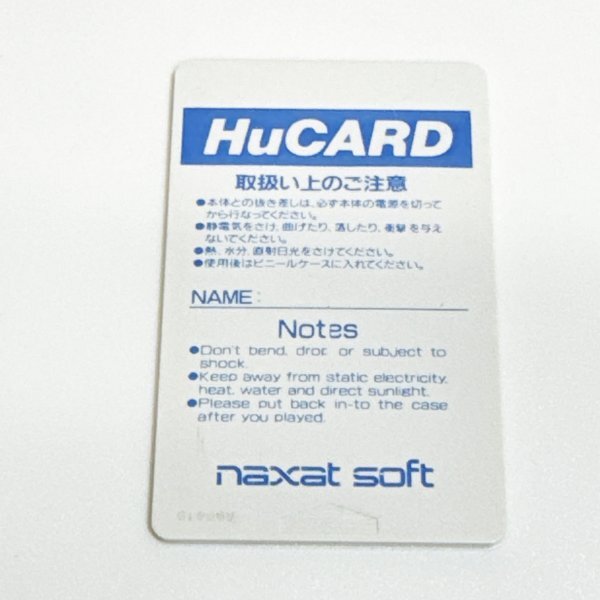 HuCARD
取扱い上のご注意
●本体との抜き差しは、必ず本体の電源を切って
から行なってください。
●静電気をさけ、曲げたり、落したり、衝撃を与え
ないでください。
●熱、水分、直射日光をさけてください。
●使用後はビニールケースに入れてください。
NAME:
Notes
●Don't bend, drop or subject to
shock.
●Keep away from static electricity,
heat, water and direct sunlight.
●Please put back in-to the case
after you played.
naxat soft